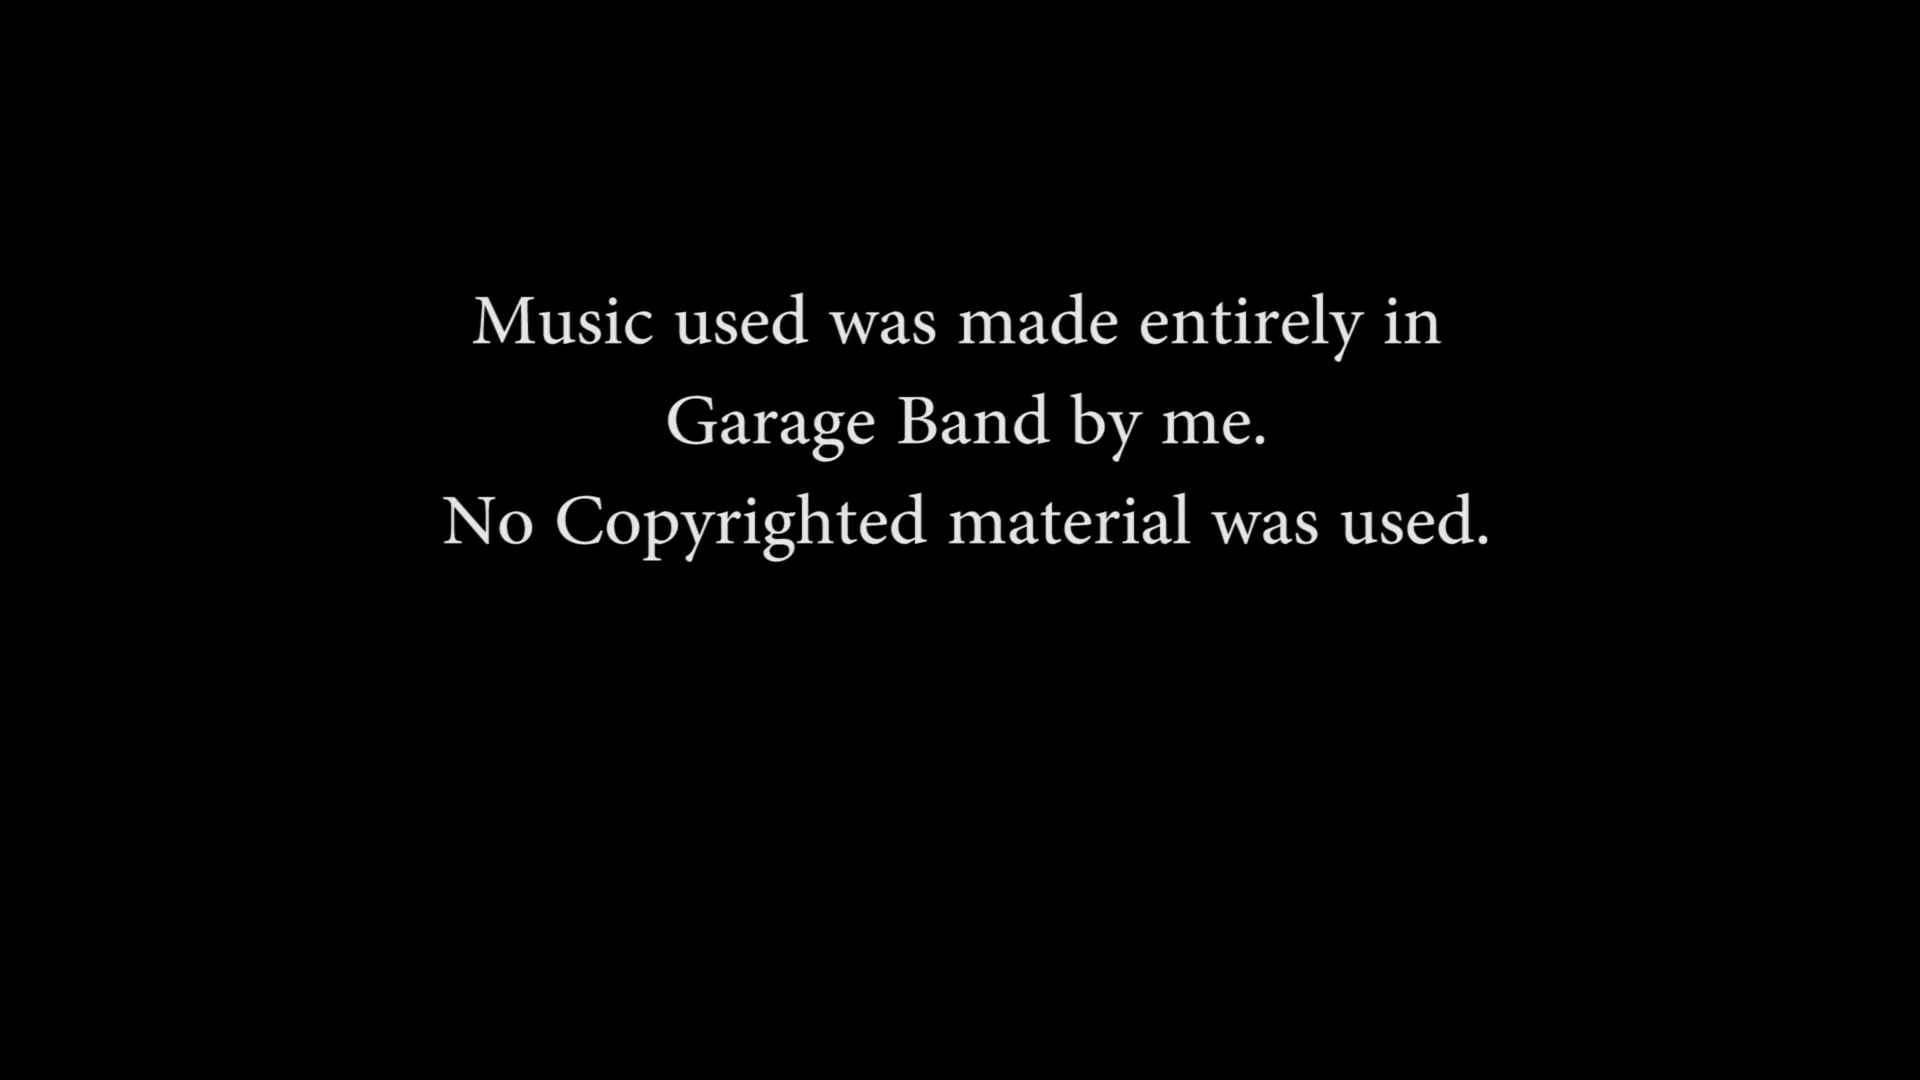 Music used was made entirely in
Garage Band by me.
No Copyrighted material was used.